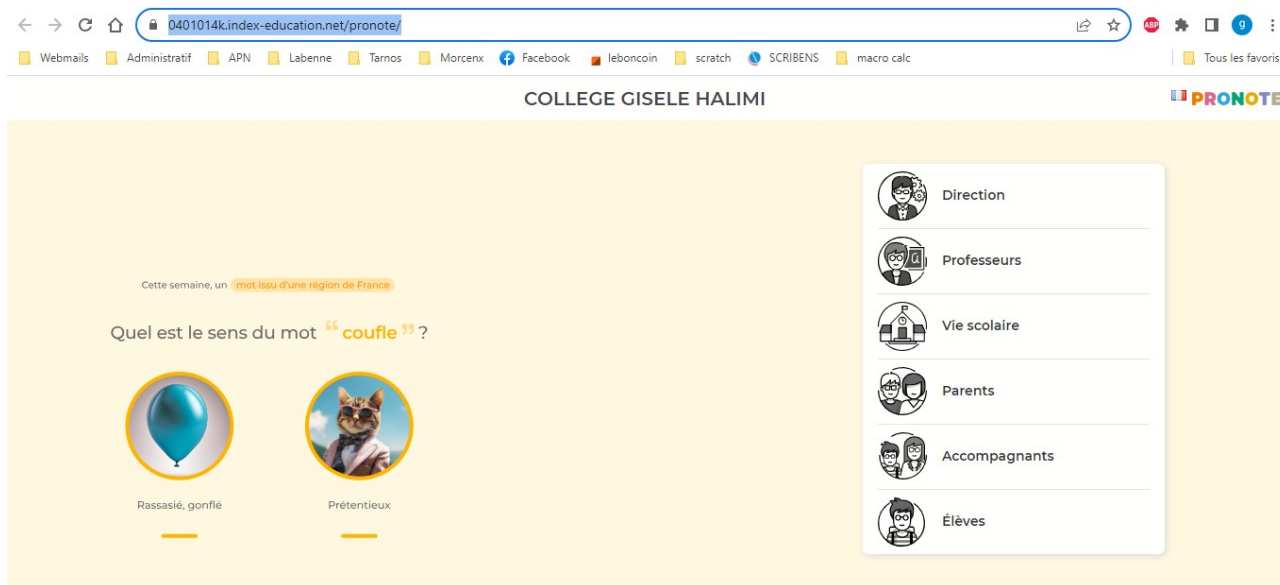 0401014k.index-education.net/pronote/
ABP
g
Webmails Administratif APN Labenne Tarnos Morcenx Facebook leboncoin scratch SCRIBENS macro calc Tous les favoris
COLLEGE GISELE HALIMI
PRONOTE
Direction
Professeurs
Vie scolaire
Parents
Accompagnants
Élèves
Cette semaine, un mot issu d'une région de France
Quel est le sens du mot “ coufle ” ?
Rassasié, gonflé
Prétentieux